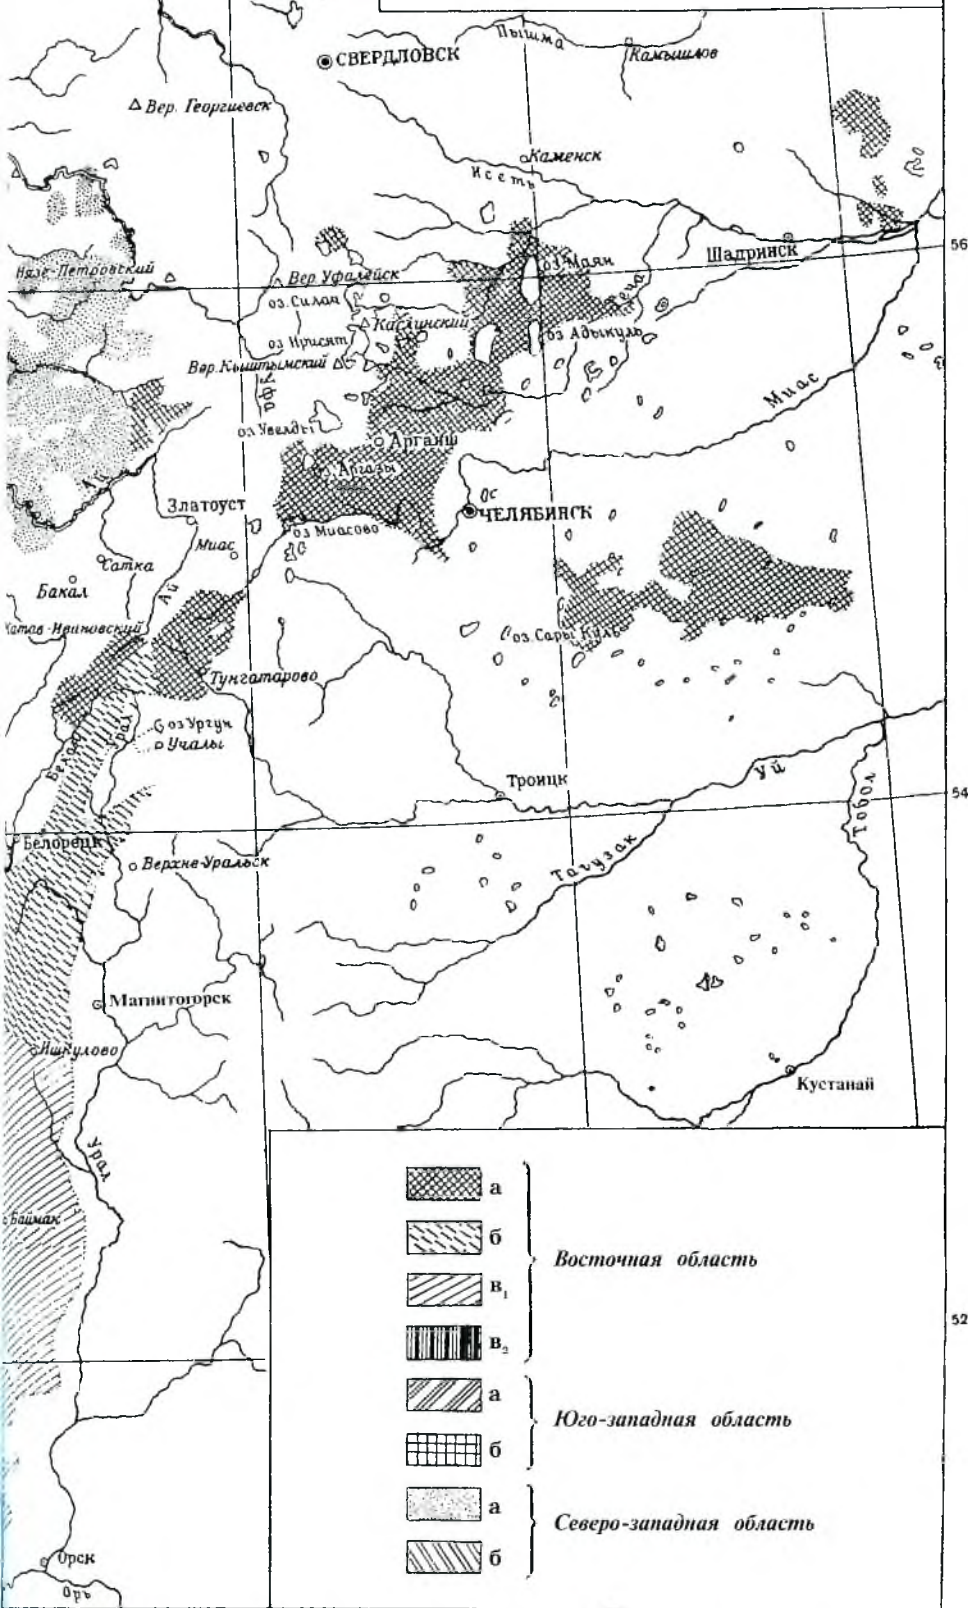 Пышма
СВЕРДЛОВСК
Камышлов
Вер. Георгиевск
Каменск
Исеть
56
Шадринск
Нязе-Петровский
Вер. Уфалейск
оз. Маян
оз. Силач
Теча
Каслинский
оз. Адыкуль
оз Иртяш
Вер. Кыштымский
Уфа
Миас
оз. Увелды
Аргаяш
Аргазы
Златоуст
ЧЕЛЯБИНСК
оз Миасово
Миас
Сатка
Бакал
Ай
Катав-Ивановский
оз. Сары Куль
Тунгатарово
оз Ургун
Урал
Учалы
Белая
Троицк
Уй
54
Тобол
Белорецк
Верхне-Уральск
Тагузак
Магнитогорск
Ишкулово
Кустанай
Урал
Баймак
а
б
Восточная область
в₁
в₂
52
а
Юго-западная область
б
а
Северо-западная область
б
Орск
Орь